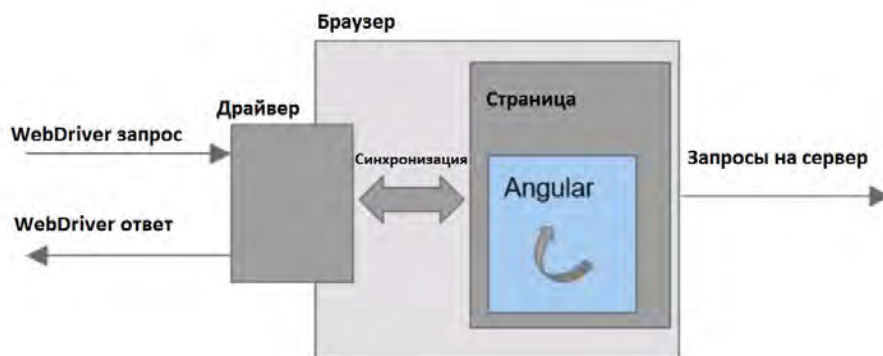 Браузер
Драйвер
Страница
WebDriver запрос
Синхронизация
Запросы на сервер
Angular
WebDriver ответ